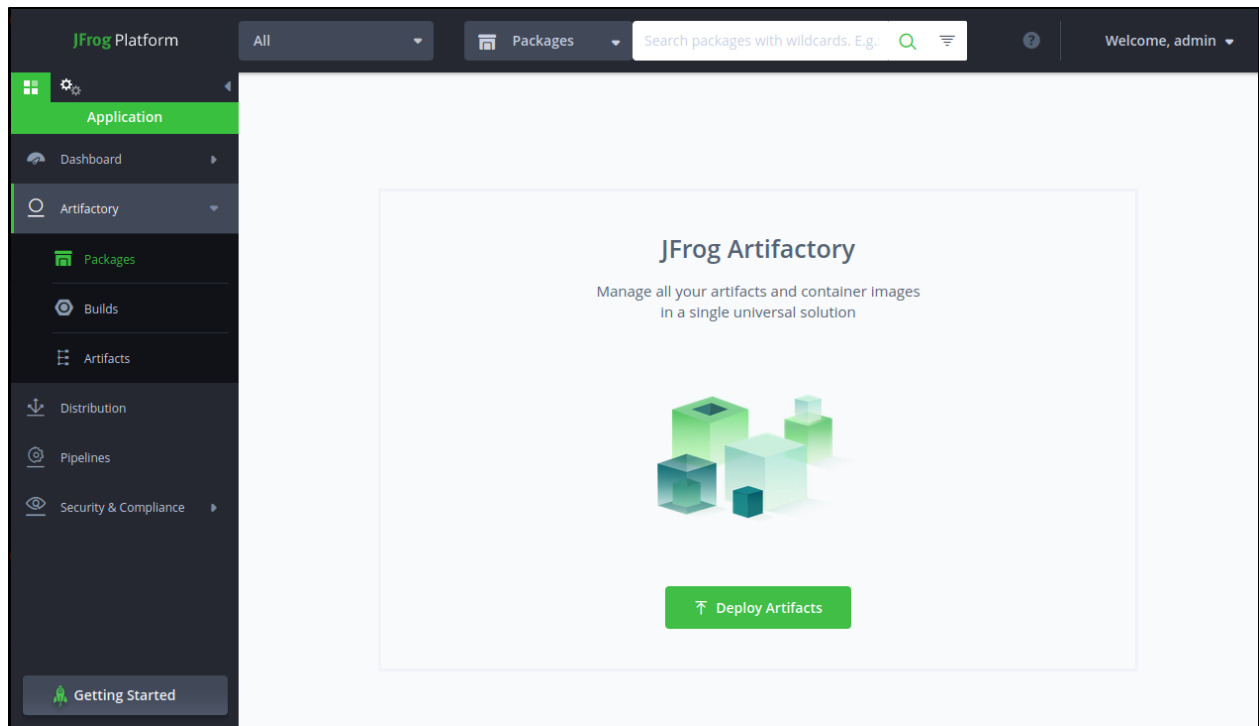 JFrog Platform
All
Packages
Search packages with wildcards. E.g.
Welcome, admin
Application
Dashboard
Artifactory
Packages
Builds
Artifacts
Distribution
Pipelines
Security & Compliance
Getting Started
JFrog Artifactory
Manage all your artifacts and container images
in a single universal solution
Deploy Artifacts